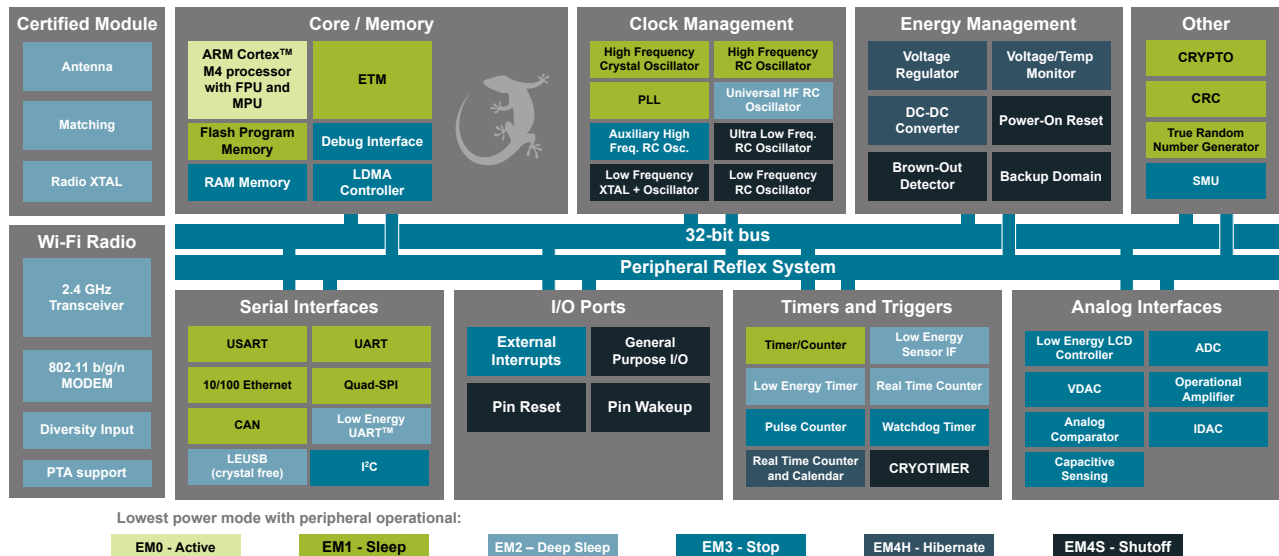 Certified Module
Antenna
Matching
Radio XTAL
Core / Memory
ARM Cortex™
M4 processor
with FPU and
MPU
ETM
Flash Program
Memory
Debug Interface
RAM Memory
LDMA
Controller
Clock Management
High Frequency
Crystal Oscillator
High Frequency
RC Oscillator
PLL
Universal HF RC
Oscillator
Auxiliary High
Freq. RC Osc.
Ultra Low Freq.
RC Oscillator
Low Frequency
XTAL + Oscillator
Low Frequency
RC Oscillator
Energy Management
Voltage
Regulator
Voltage/Temp
Monitor
DC-DC
Converter
Power-On Reset
Brown-Out
Detector
Backup Domain
Other
CRYPTO
CRC
True Random
Number Generator
SMU
32-bit bus
Peripheral Reflex System
Wi-Fi Radio
2.4 GHz
Transceiver
802.11 b/g/n
MODEM
Diversity Input
PTA support
Serial Interfaces
USART
UART
10/100 Ethernet
Quad-SPI
CAN
Low Energy
UART™
LEUSB
(crystal free)
I²C
I/O Ports
External
Interrupts
General
Purpose I/O
Pin Reset
Pin Wakeup
Timers and Triggers
Timer/Counter
Low Energy
Sensor IF
Low Energy Timer
Real Time Counter
Pulse Counter
Watchdog Timer
Real Time Counter
and Calendar
CRYOTIMER
Analog Interfaces
Low Energy LCD
Controller
ADC
VDAC
Operational
Amplifier
Analog
Comparator
IDAC
Capacitive
Sensing
Lowest power mode with peripheral operational:
EM0 - Active
EM1 - Sleep
EM2 – Deep Sleep
EM3 - Stop
EM4H - Hibernate
EM4S - Shutoff